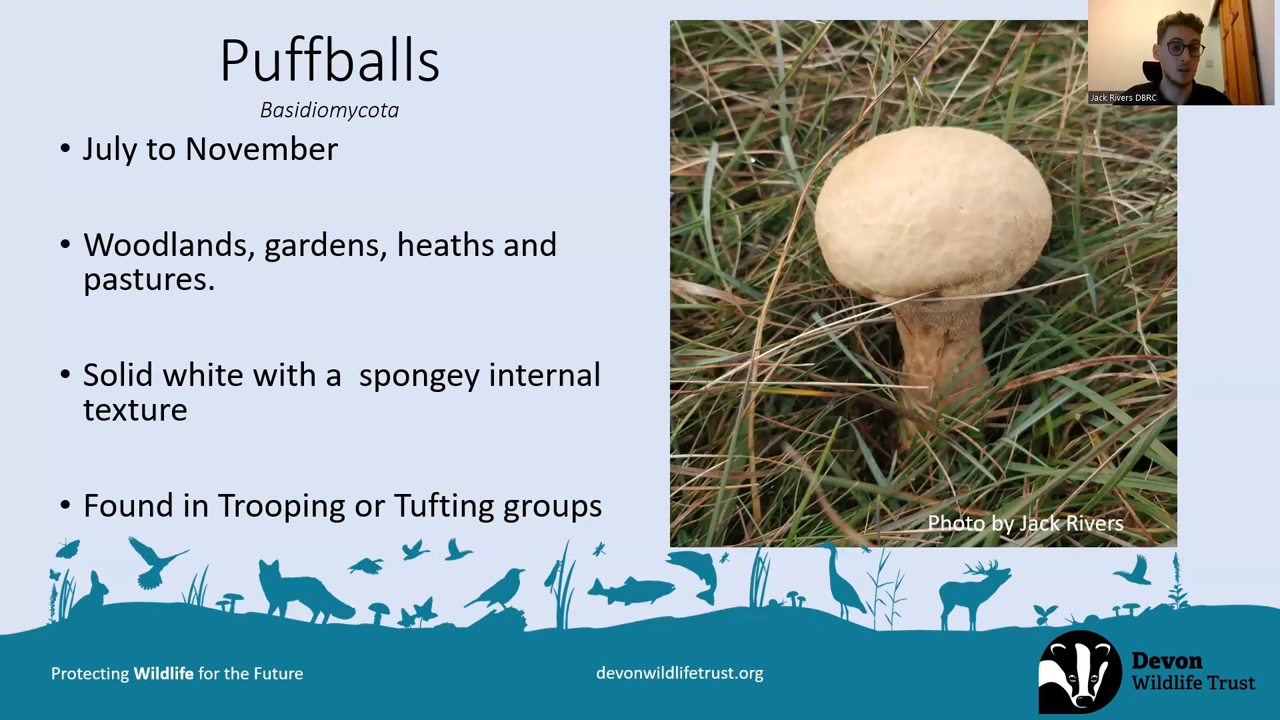 Puffballs
Basidiomycota
• July to November
• Woodlands, gardens, heaths and
pastures.
• Solid white with a  spongey internal
texture
• Found in Trooping or Tufting groups
Photo by Jack Rivers
Jack Rivers DBRC
Protecting Wildlife for the Future
devonwildlifetrust.org
Devon
Wildlife Trust